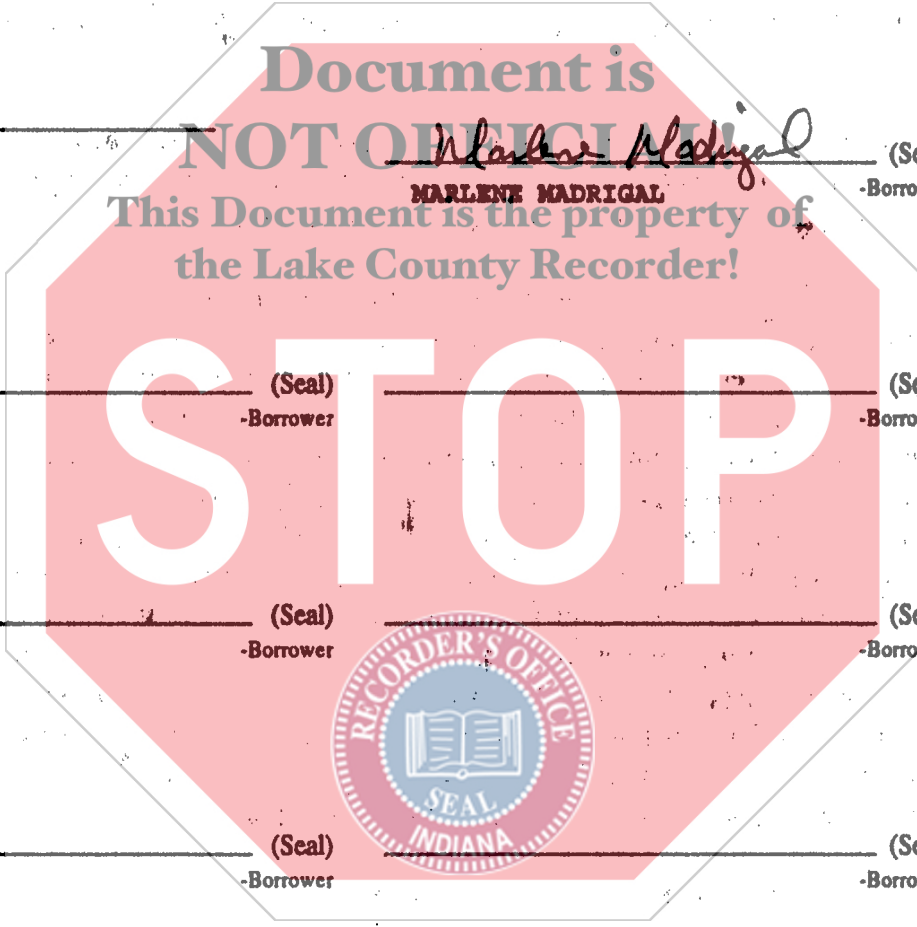 Document is
NOT OFFICIAL!
Marlene Madrigal
(Se
-Borro
MARLENE MADRIGAL
This Document is the property of
the Lake County Recorder!
STOP
(Seal)
(Se
-Borrower
-Borro
(Seal)
(Se
-Borrower
-Borro
RECORDER'S OFFICE
SEAL
INDIANA
(Seal)
(Se
-Borrower
-Borro